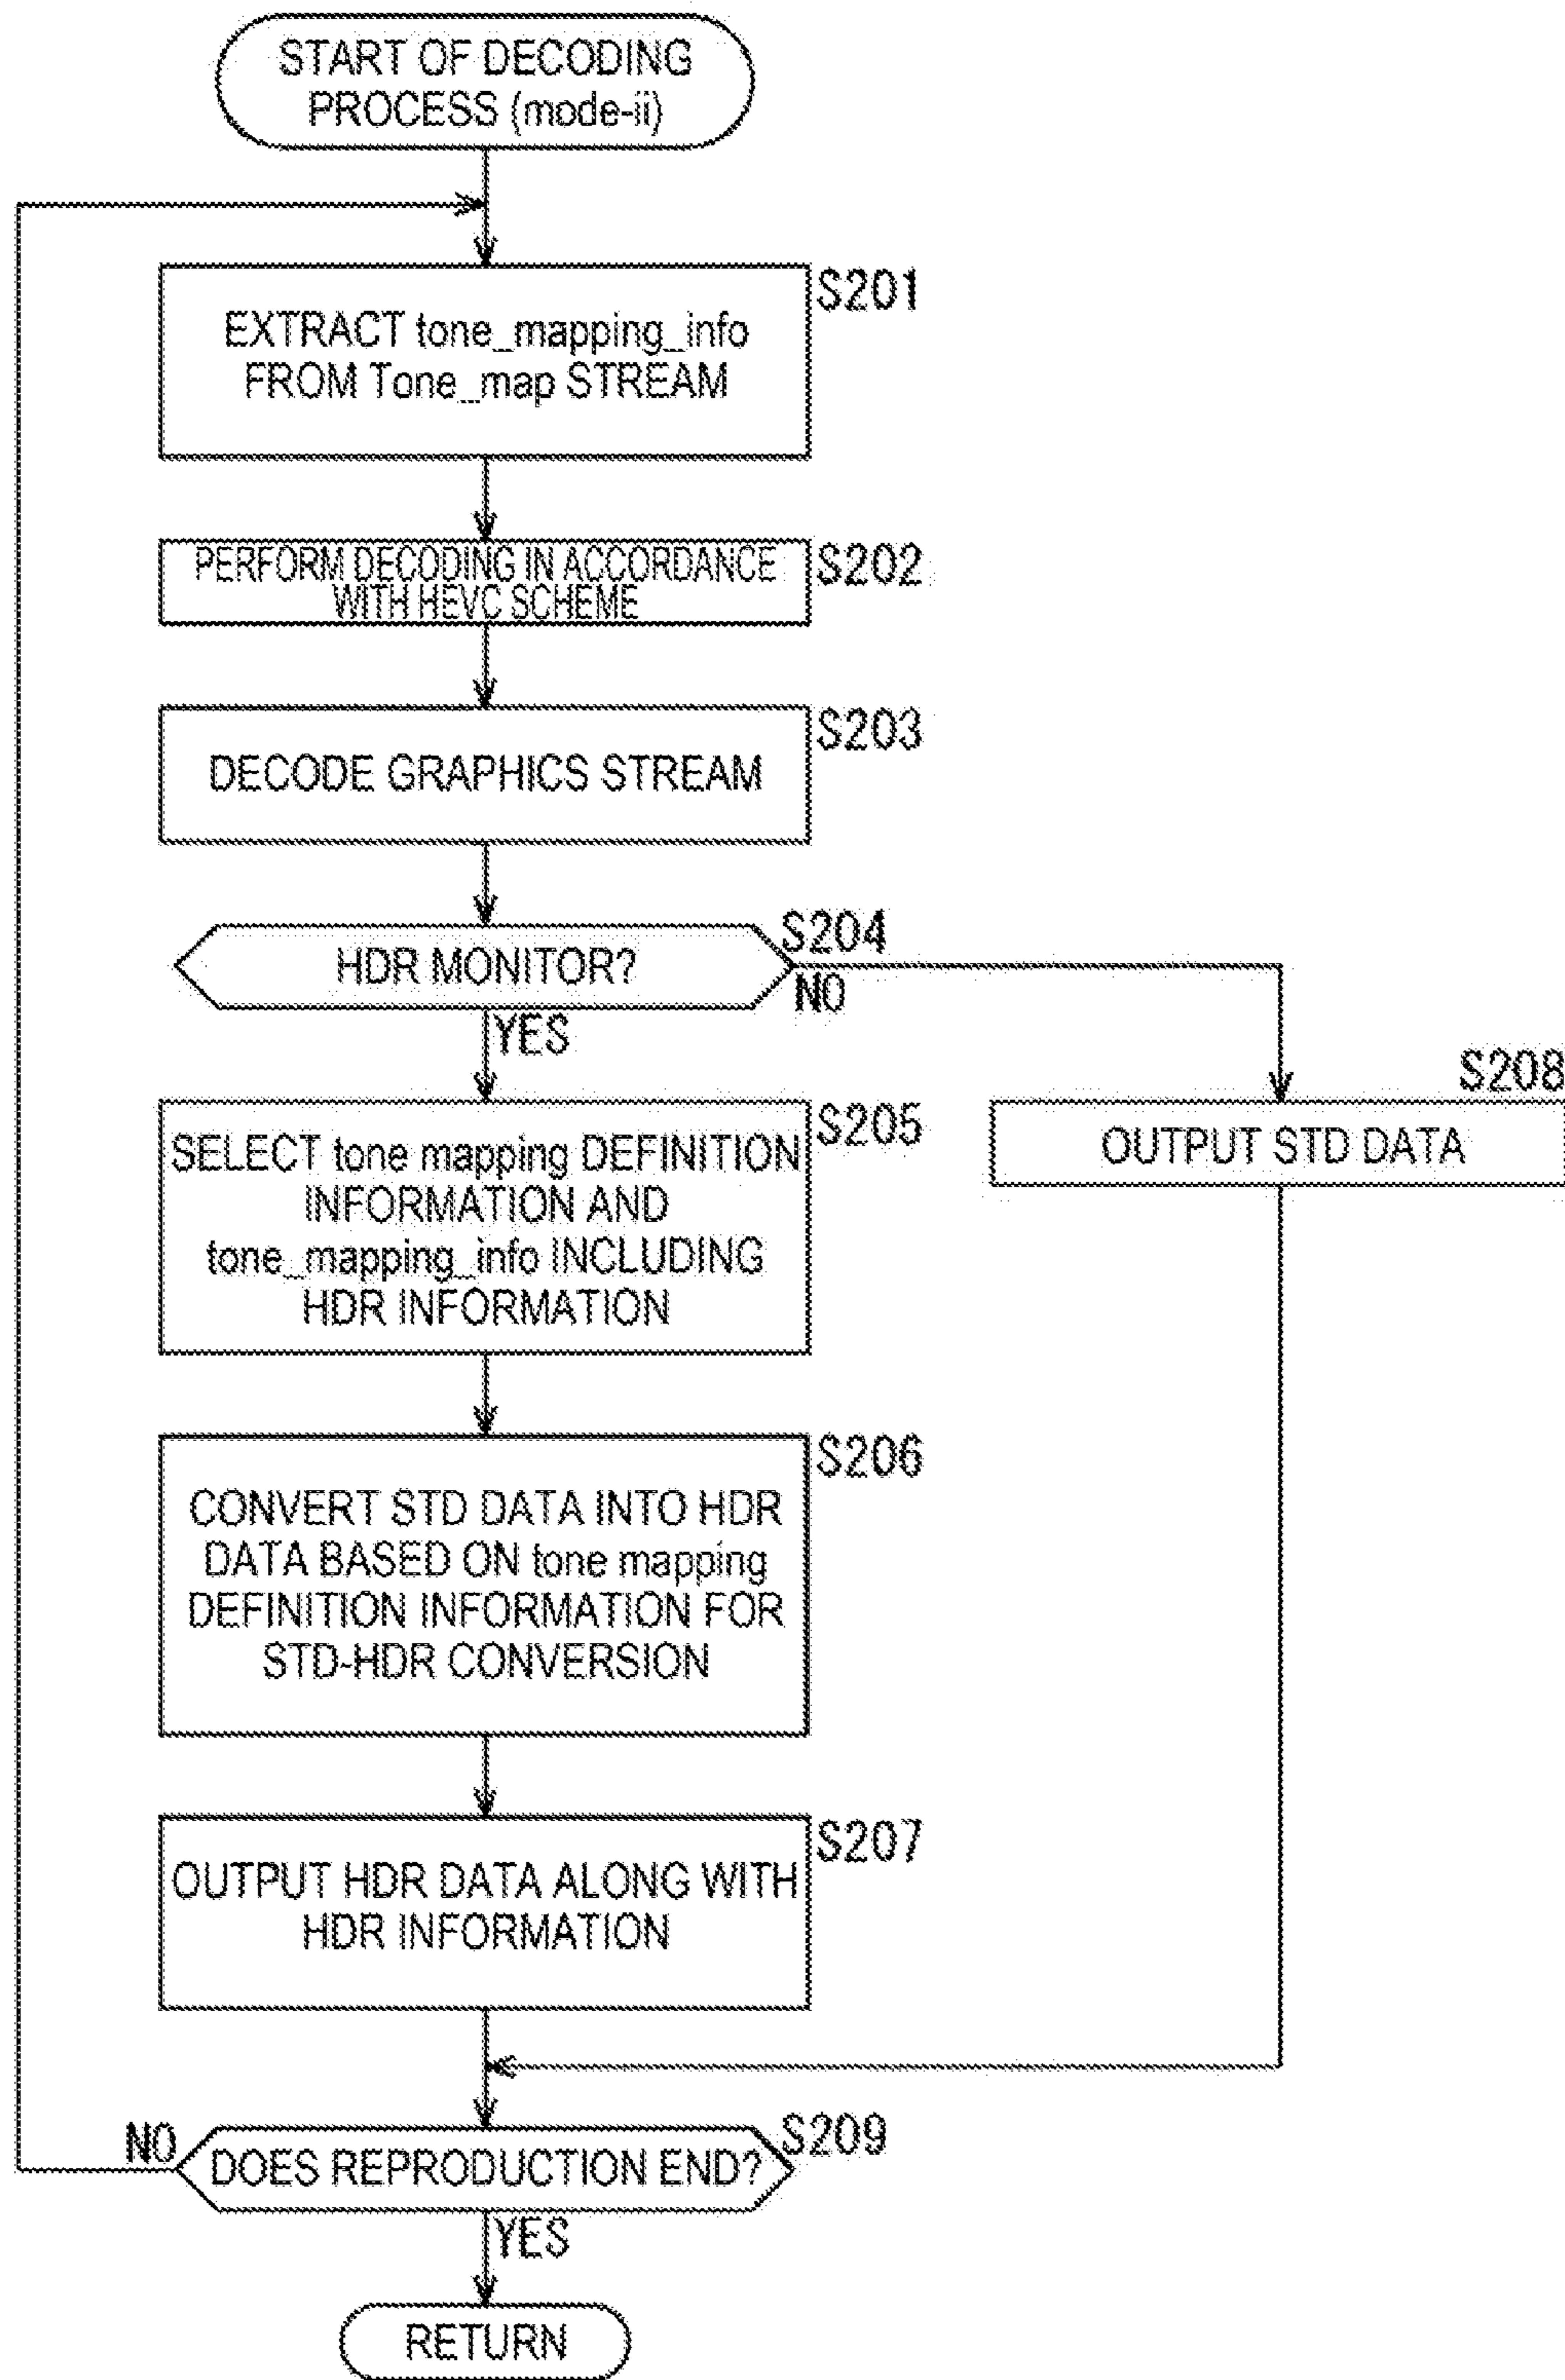 START OF DECODING
PROCESS (mode-ii)
S201
EXTRACT tone_mapping_info
FROM Tone_map STREAM
S202
PERFORM DECODING IN ACCORDANCE
WITH HEVC SCHEME
S203
DECODE GRAPHICS STREAM
S204
HDR MONITOR?
NO
YES
S205
SELECT tone mapping DEFINITION
INFORMATION AND
tone_mapping_info INCLUDING
HDR INFORMATION
S208
OUTPUT STD DATA
S206
CONVERT STD DATA INTO HDR
DATA BASED ON tone mapping
DEFINITION INFORMATION FOR
STD-HDR CONVERSION
S207
OUTPUT HDR DATA ALONG WITH
HDR INFORMATION
S209
NO
DOES REPRODUCTION END?
YES
RETURN